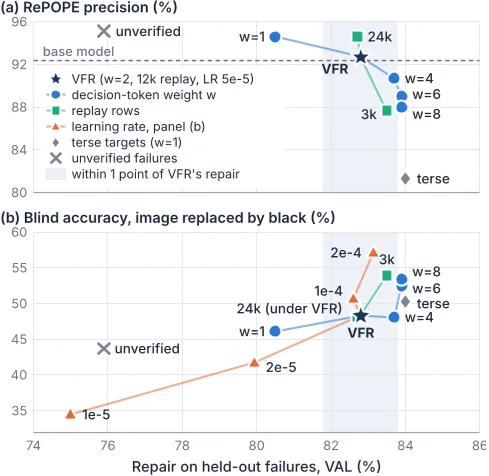 (a) RePOPE precision (%)
96
92
88
84
80
unverified
w=1
24k
base model
VFR
w=4
w=6
w=8
3k
terse
VFR (w=2, 12k replay, LR 5e-5)
decision-token weight w
replay rows
learning rate, panel (b)
terse targets (w=1)
unverified failures
within 1 point of VFR's repair
(b) Blind accuracy, image replaced by black (%)
60
55
50
45
40
35
2e-4
3k
1e-4
w=8
w=6
terse
24k (under VFR)
w=4
w=1
VFR
unverified
2e-5
1e-5
74 76 78 80 82 84 86
Repair on held-out failures, VAL (%)